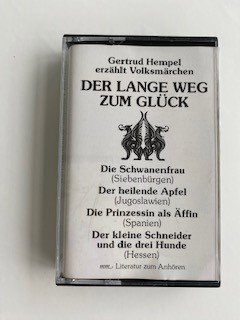 Gertrud Hempel
erzählt Volksmärchen
DER LANGE WEG
ZUM GLÜCK
Die Schwanenfrau
(Siebenbürgen)
Der heilende Apfel
(Jugoslawien)
Die Prinzessin als Äffin
(Spanien)
Der kleine Schneider
und die drei Hunde
(Hessen)
Literatur zum Anhören